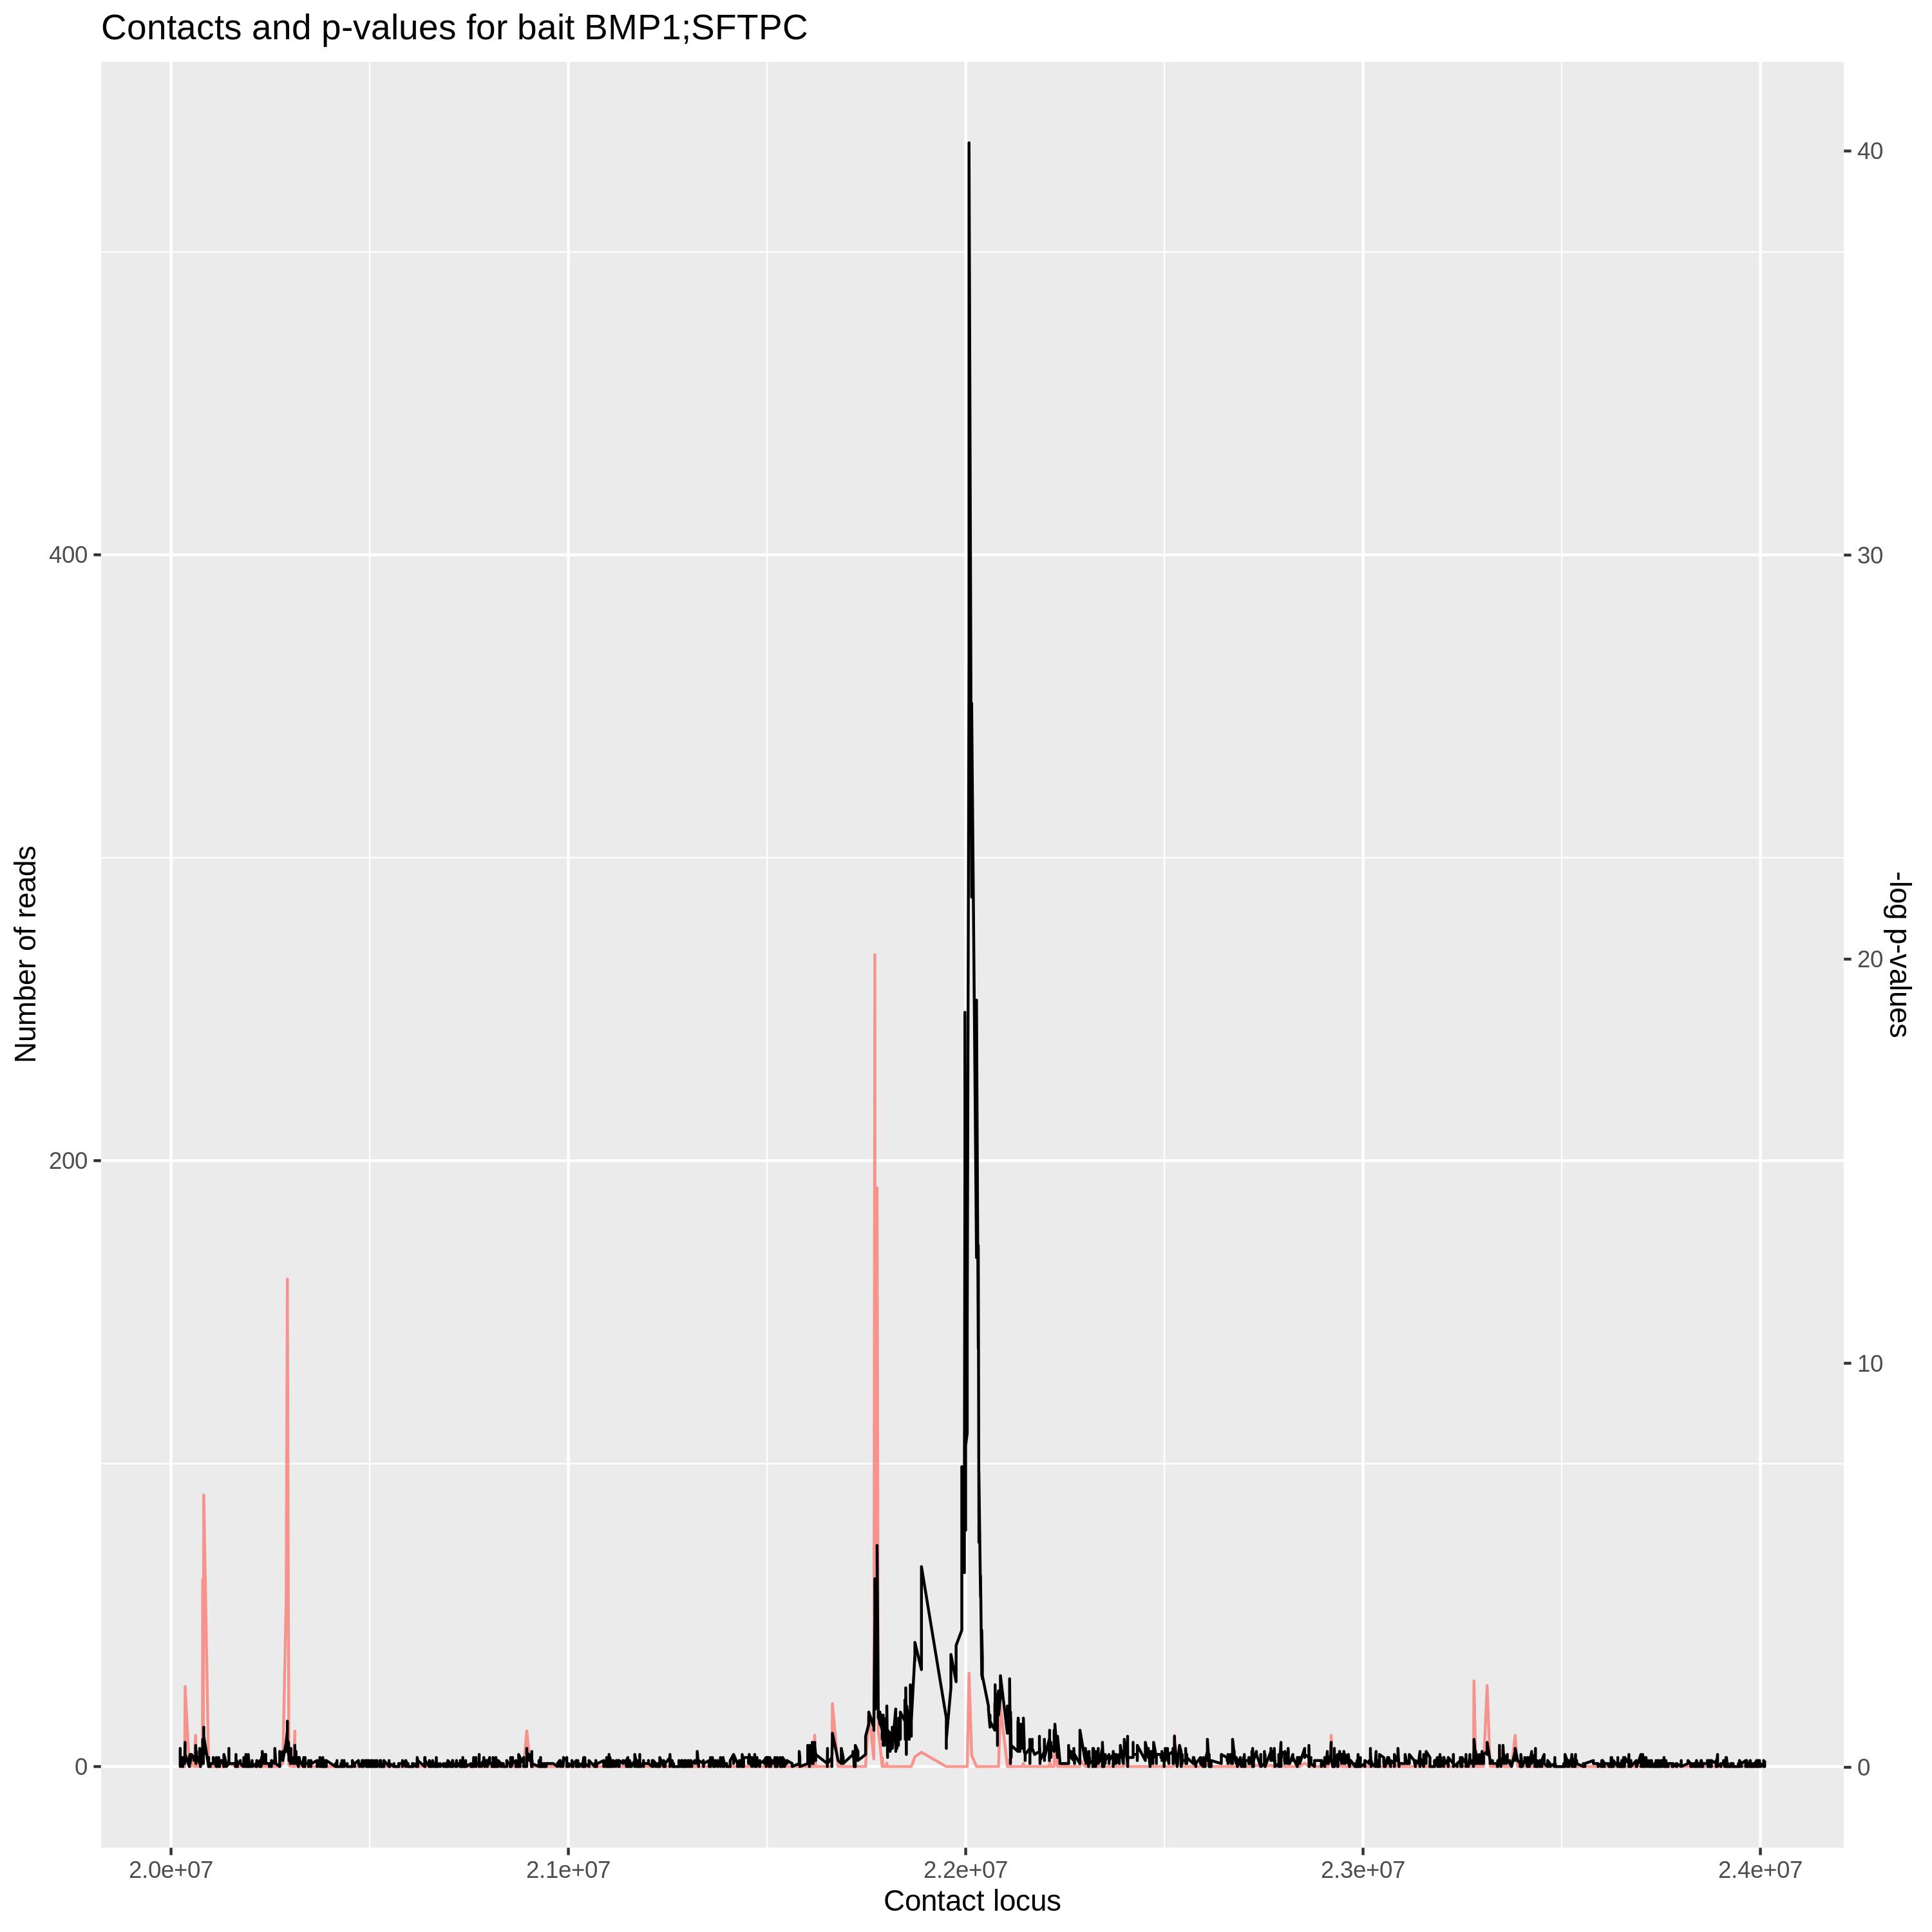 Contacts and p-values for bait BMP1;SFTPC
Number of reads
400
200
0
40
30
20
10
0
-log p-values
2.0e+07
2.1e+07
2.2e+07
2.3e+07
2.4e+07
Contact locus